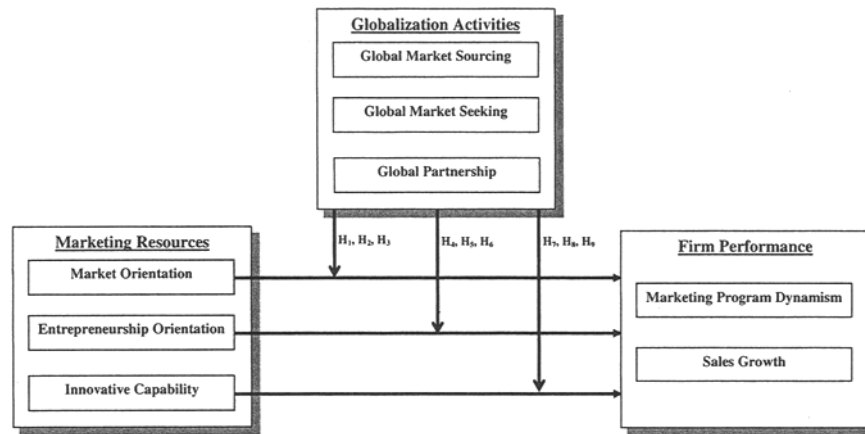 Globalization Activities
Global Market Sourcing
Global Market Seeking
Global Partnership
H₁, H₂, H₃
H₄, H₅, H₆
H₇, H₈, H₉
Marketing Resources
Market Orientation
Entrepreneurship Orientation
Innovative Capability
Firm Performance
Marketing Program Dynamism
Sales Growth